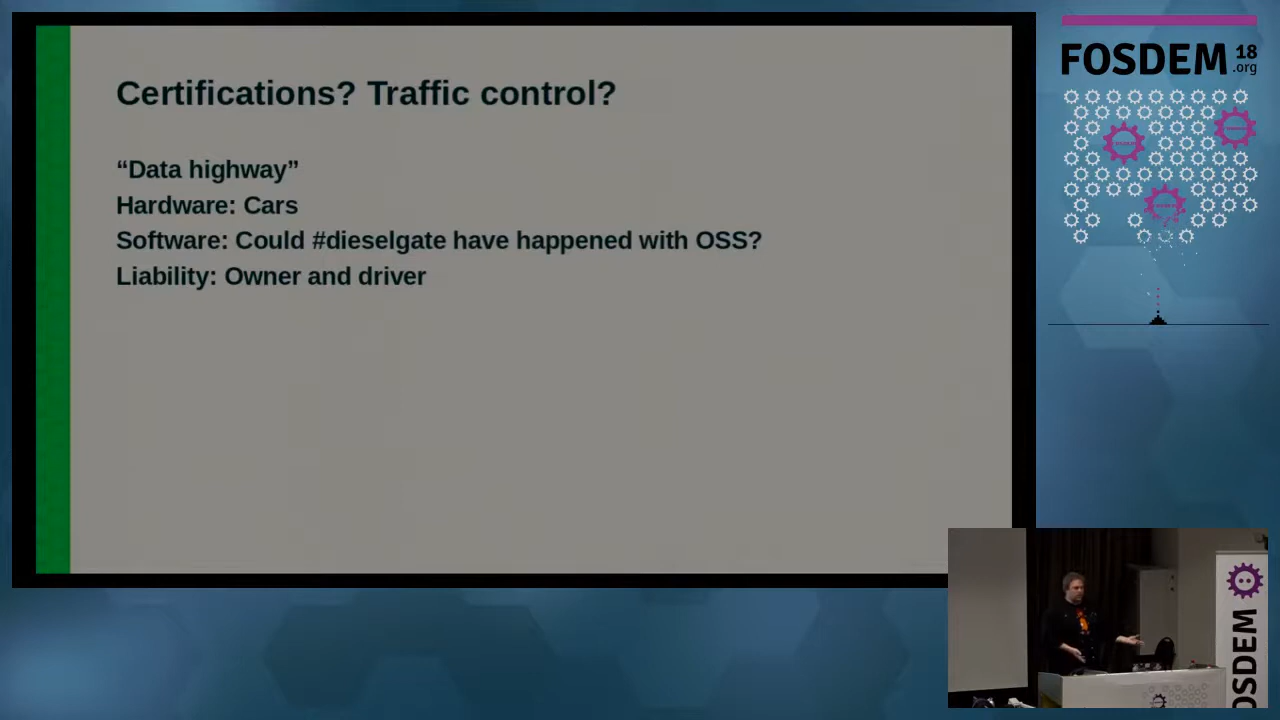 Certifications? Traffic control?
“Data highway”
Hardware: Cars
Software: Could #dieselgate have happened with OSS?
Liability: Owner and driver
FOSDEM 18
.org
OSDEM